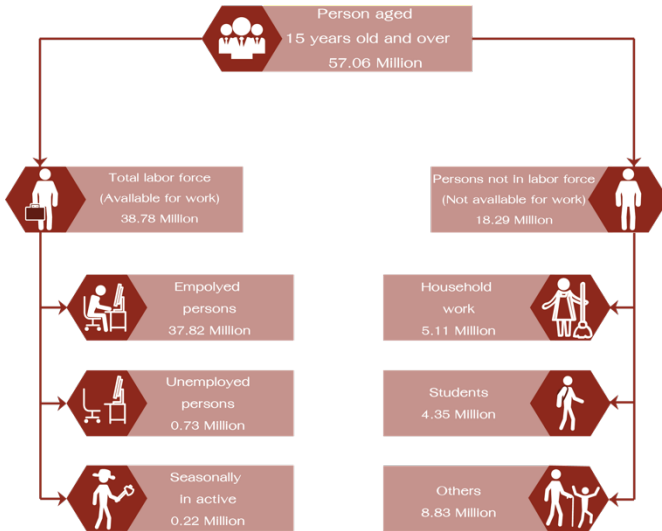 Person aged
15 years old and over
57.06 Million
Total labor force
(Available for work)
38.78 Million
Persons not in labor force
(Not available for work)
18.29 Million
Empolyed
persons
37.82 Million
Household
work
5.11 Million
Unemployed
persons
0.73 Million
Students
4.35 Million
Seasonally
in active
0.22 Million
Others
8.83 Million